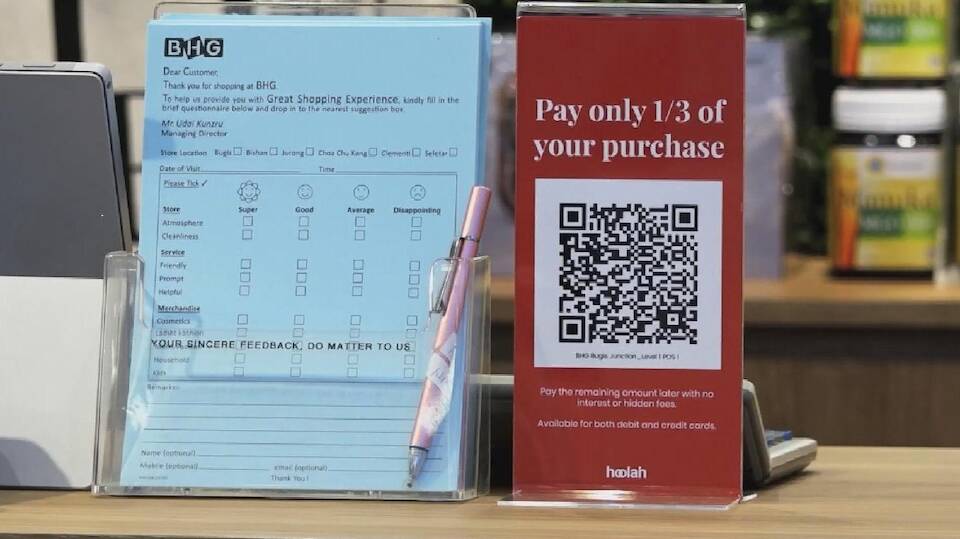 BHG
Dear Customer,
Thank you for shopping at BHG.
To help us provide you with Great Shopping Experience, kindly fill in the
brief questionnaire below and drop in to the nearest suggestion box.
Mr. Udai Kunzru
Managing Director
Store Location Bugis Bishan Jurong Choa Chu Kang Clementi Seletar
Date of Visit Time
Please Tick ✓
Store Super Good Average Disappointing
Atmosphere
Cleanliness
Service
Friendly
Prompt
Helpful
Merchandise
Cosmetics
Ladies Fashion
YOUR SINCERE FEEDBACK, DO MATTER TO US
Household
Kids
Remarks:
Name (optional)
Mobile (optional) email (optional)
Thank You !
Pay only 1/3 of
your purchase
BHG Bugis Junction_Level 1 POS 1
Pay the remaining amount later with no
interest or hidden fees.
Available for both debit and credit cards.
hoolah